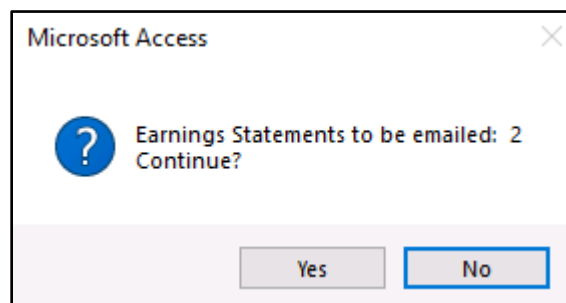 Microsoft Access
Earnings Statements to be emailed:  2
Continue?
Yes
No